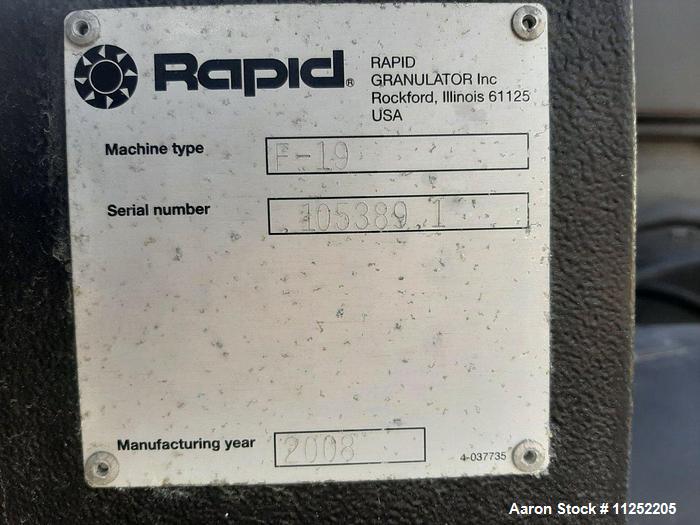 Rapid®
RAPID
GRANULATOR Inc
Rockford, Illinois 61125
USA
Machine type F-19
Serial number 105389 1
Manufacturing year 2008
4-037735
Aaron Stock # 11252205